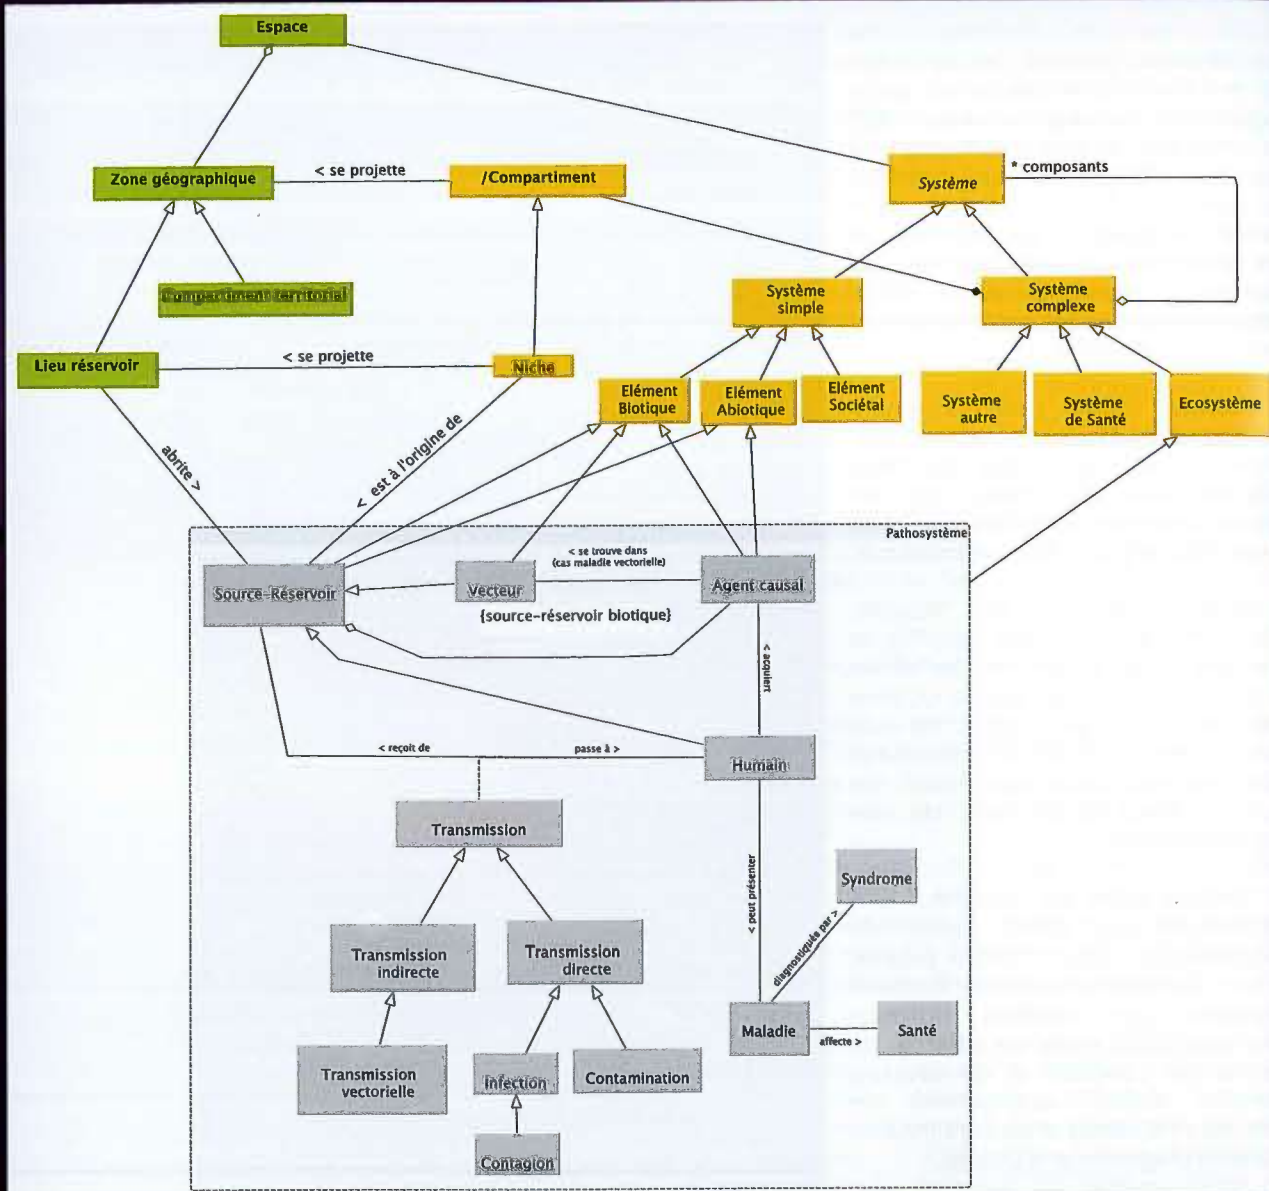 Espace
Zone géographique
< se projette
/Compartiment
Système
* composants
Compartiment territorial
Système
simple
Système
complexe
Lieu réservoir
< se projette
Niche
Elément
Biotique
Elément
Abiotique
Elément
Sociétal
Système
autre
Système
de Santé
Ecosystème
abrite >
< est à l'origine de
Pathosystème
Source-Réservoir
Vecteur
< se trouve dans
(cas maladie vectorielle)
Agent causal
{source-réservoir biotique}
< acquiert
< reçoit de
passe à >
Humain
Transmission
< peut présenter
Syndrome
diagnostiqués par >
Transmission
indirecte
Transmission
directe
Maladie
affecte >
Santé
Transmission
vectorielle
Infection
Contamination
Contagion